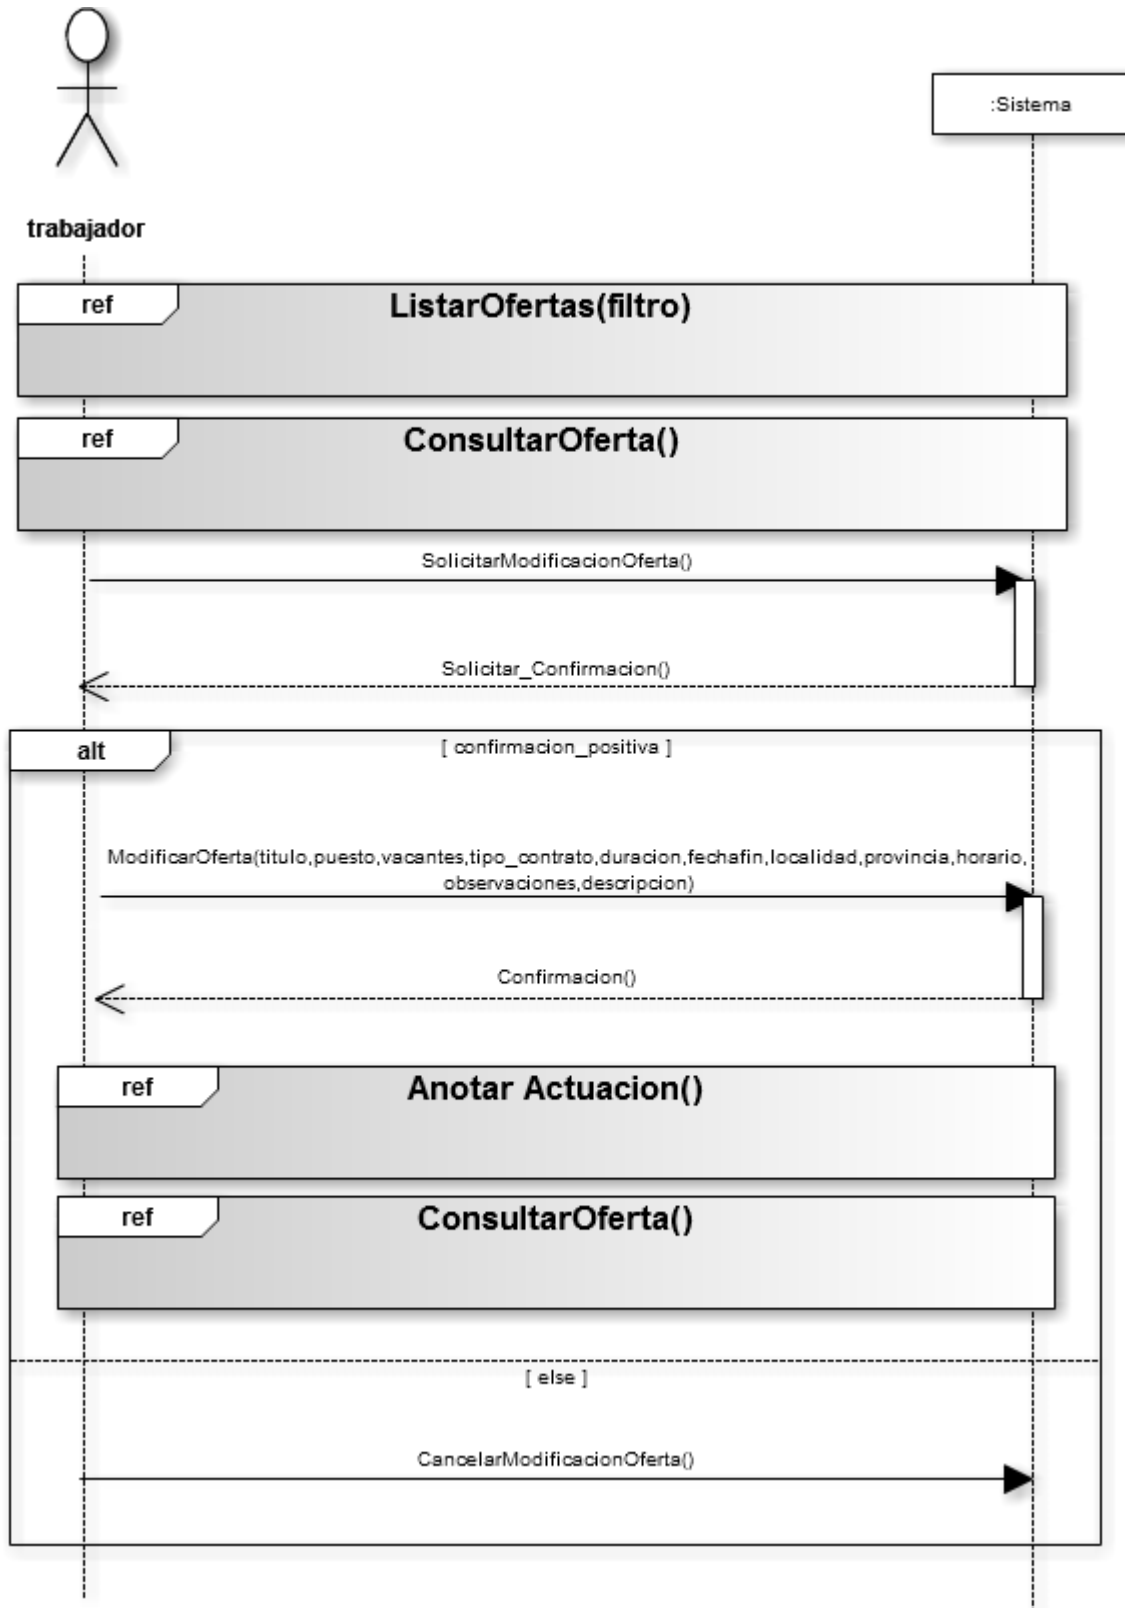 :Sistema
trabajador
ref
ListarOfertas(filtro)
ref
ConsultarOferta()
SolicitarModificacionOferta()
Solicitar_Confirmacion()
alt
[ confirmacion_positiva ]
ModificarOferta(titulo,puesto,vacantes,tipo_contrato,duracion,fechafin,localidad,provincia,horario,
observaciones,descripcion)
Confirmacion()
ref
Anotar Actuacion()
ref
ConsultarOferta()
[ else ]
CancelarModificacionOferta()